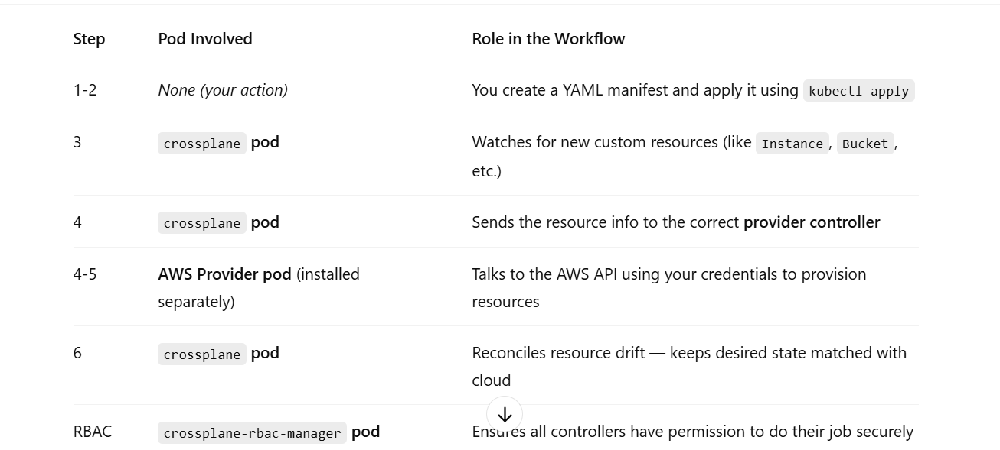 Step Pod Involved Role in the Workflow
1-2 None (your action) You create a YAML manifest and apply it using kubectl apply
3 crossplane pod Watches for new custom resources (like Instance, Bucket,
etc.)
4 crossplane pod Sends the resource info to the correct provider controller
4-5 AWS Provider pod (installed Talks to the AWS API using your credentials to provision
separately) resources
6 crossplane pod Reconciles resource drift — keeps desired state matched with
cloud
RBAC crossplane-rbac-manager pod Ensures all controllers have permission to do their job securely